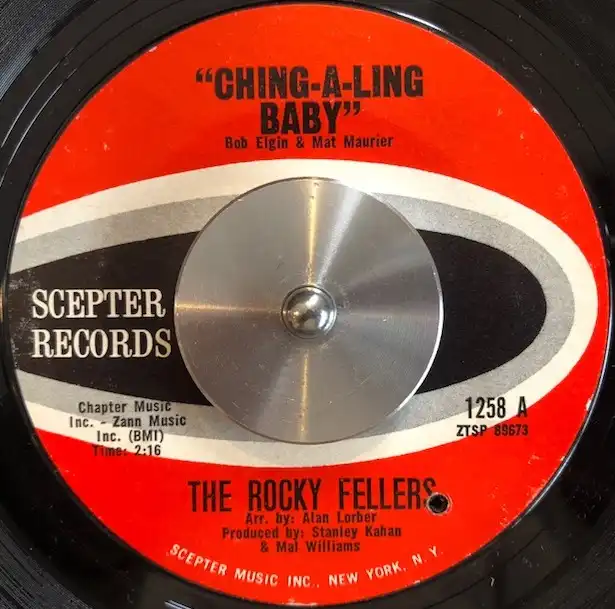 "CHING-A-LING
BABY"
Bob Elgin & Mat Maurier
SCEPTER
RECORDS
Chapter Music
Inc. - Zann Music
Inc. (BMI)
Time: 2:16
1258 A
ZTSP 89673
THE ROCKY FELLERS
Arr. by: Alan Lorber
Produced by: Stanley Kahan
& Mal Williams
SCEPTER MUSIC INC., NEW YORK, N.Y.